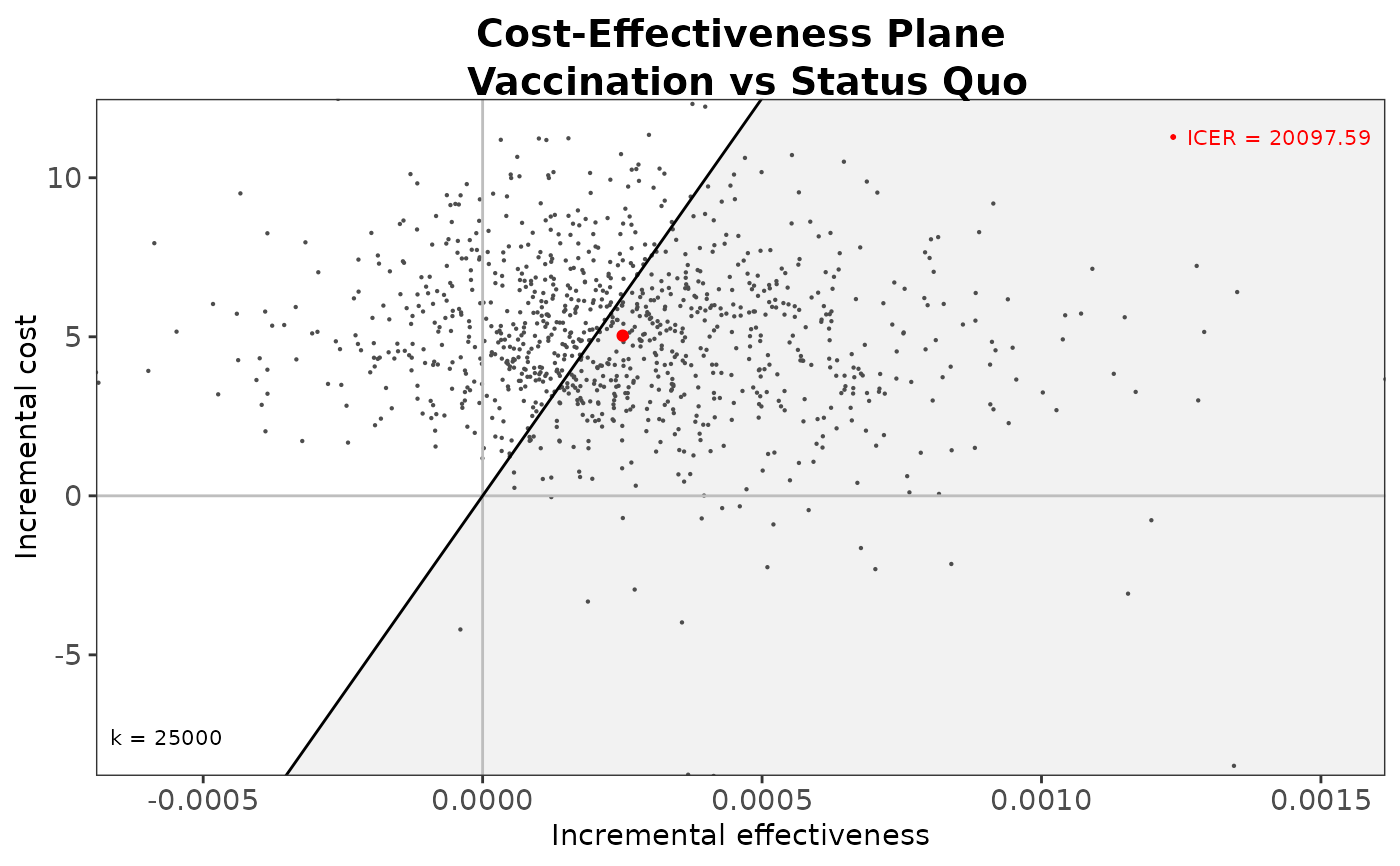 Cost-Effectiveness Plane
Vaccination vs Status Quo
• ICER = 20097.59
10
5
0
-5
Incremental cost
k = 25000
-0.0005 0.0000 0.0005 0.0010 0.0015
Incremental effectiveness